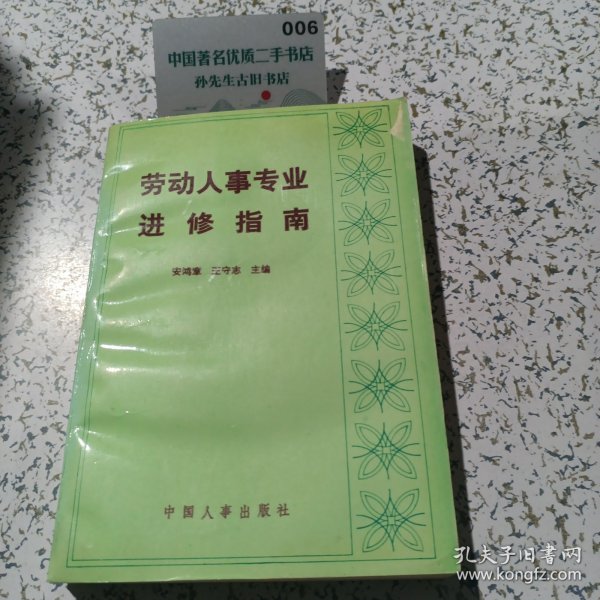 006
中国著名优质二手书店
孙先生古旧书店
劳动人事专业
进修指南
安鸿章 王守志 主编
中国人事出版社
孔夫子旧书网
www.kongfz.com